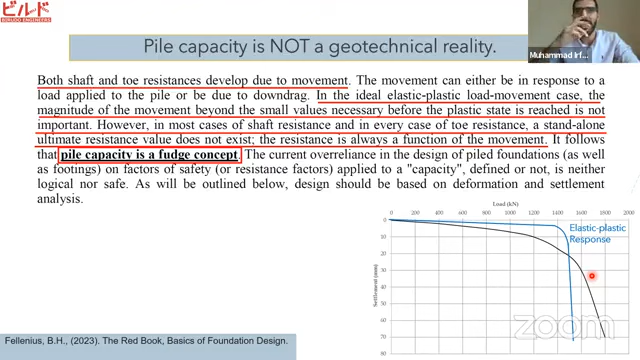 ビルド
BIRUDO ENGINEERS
Pile capacity is NOT a geotechnical reality.
Muhammad Irf...
Both shaft and toe resistances develop due to movement. The movement can either be in response to a
load applied to the pile or be due to downdrag. In the ideal elastic-plastic load-movement case, the
magnitude of the movement beyond the small values necessary before the plastic state is reached is not
important. However, in most cases of shaft resistance and in every case of toe resistance, a stand-alone
ultimate resistance value does not exist; the resistance is always a function of the movement. It follows
that pile capacity is a fudge concept. The current overreliance in the design of piled foundations (as well
as footings) on factors of safety (or resistance factors) applied to a "capacity", defined or not, is neither
logical nor safe. As will be outlined below, design should be based on deformation and settlement
analysis.
Load (kN)
0 200 400 600 800 1000 1200 1400 1600 1800 2000
0
10
20
30
40
50
60
70
80
Settlement (mm)
Elastic-plastic
Response
zoom
Fellenius, B.H., (2023). The Red Book, Basics of Foundation Design.